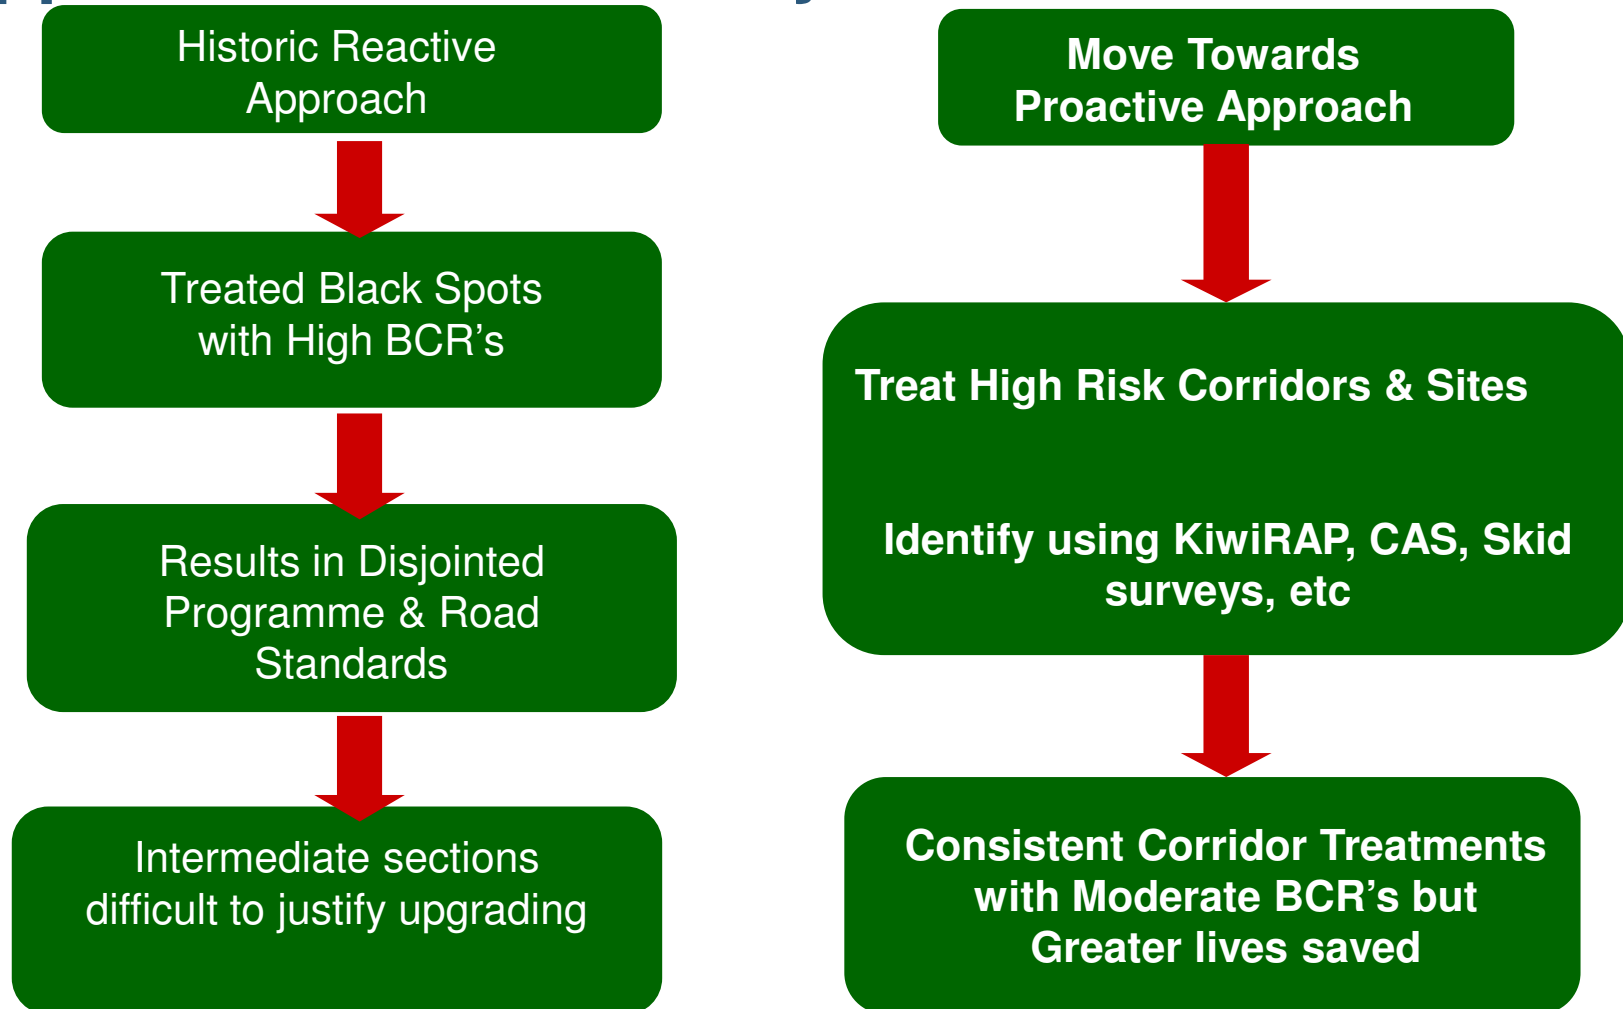 Historic Reactive
Approach
Treated Black Spots
with High BCR’s
Results in Disjointed
Programme & Road
Standards
Intermediate sections
difficult to justify upgrading
Move Towards
Proactive Approach
Treat High Risk Corridors & Sites
Identify using KiwiRAP, CAS, Skid
surveys, etc
Consistent Corridor Treatments
with Moderate BCR’s but
Greater lives saved